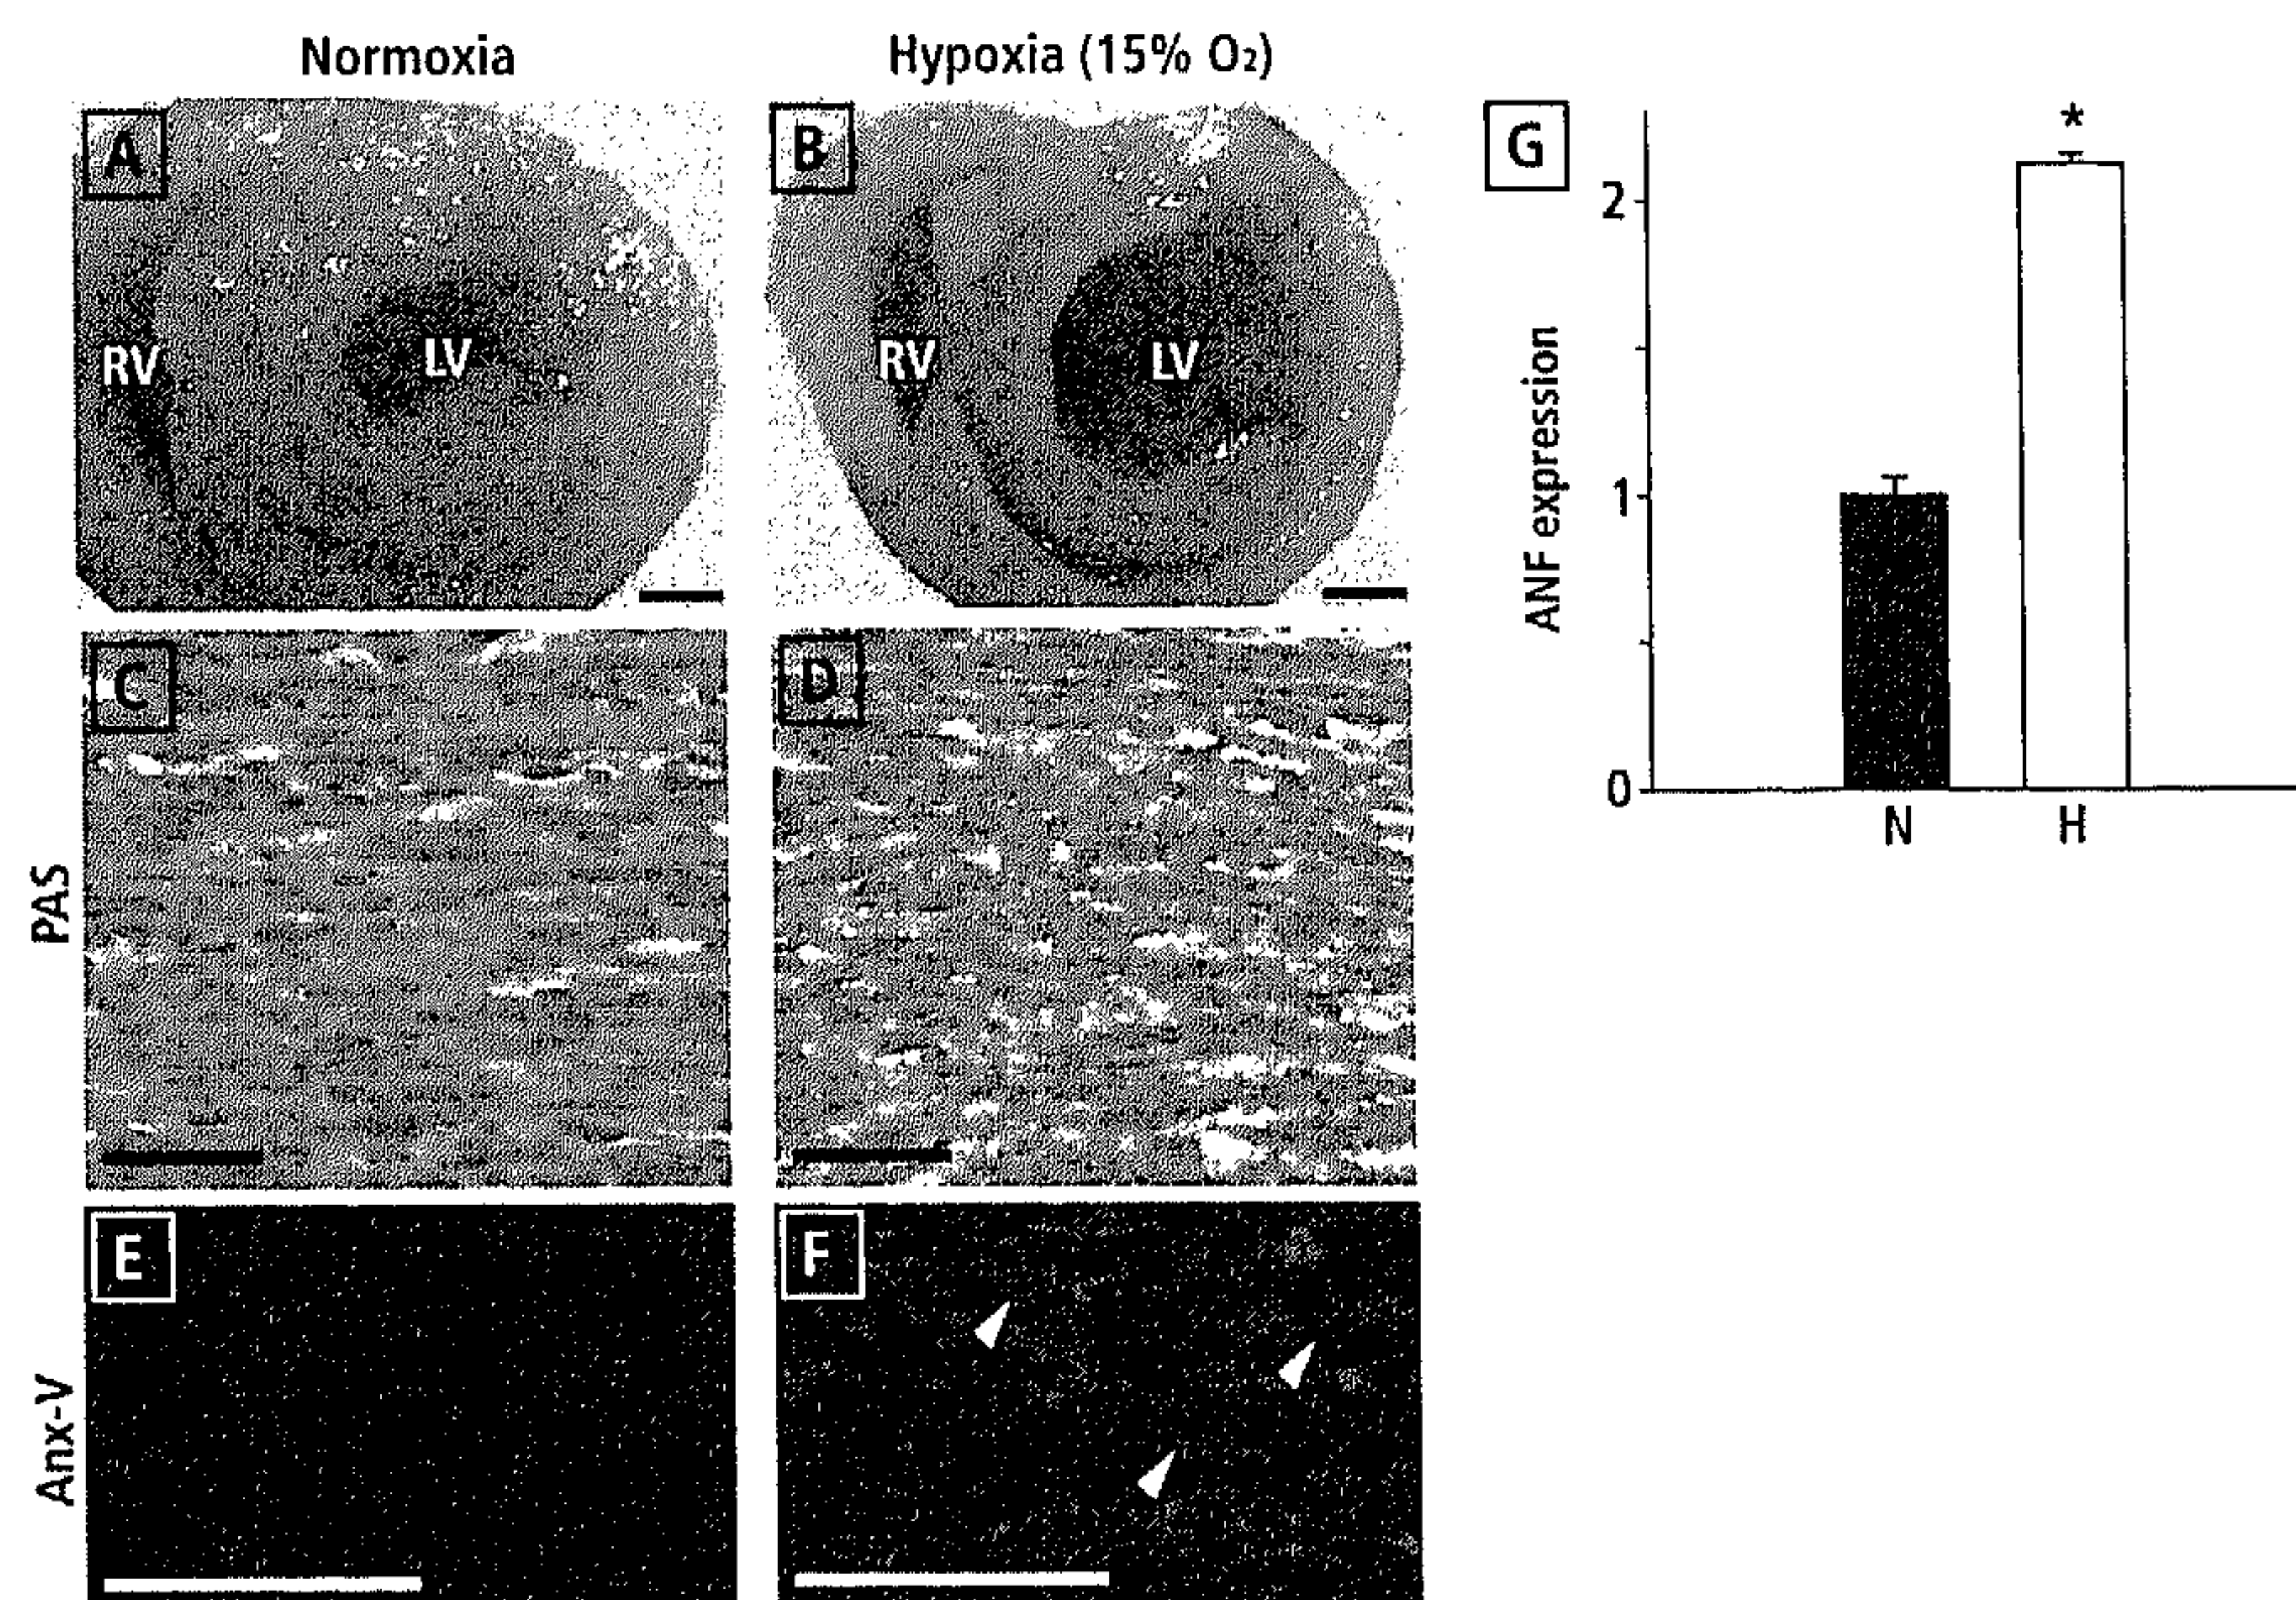 Normoxia
Hypoxia (15% O₂)
A
B
G
RV
LV
RV
LV
*
2
1
0
ANF expression
N
H
C
D
PAS
E
F
Anx-V